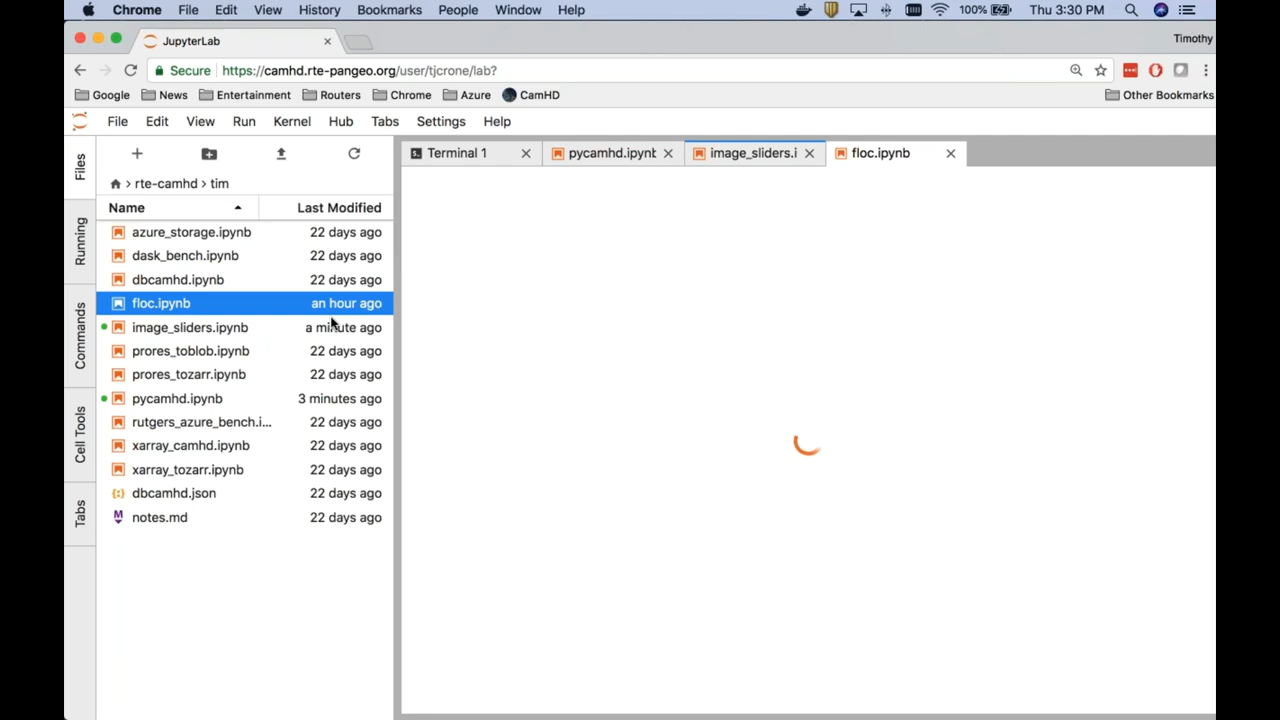 Chrome File Edit View History Bookmarks People Window Help 100% Thu 3:30 PM
JupyterLab Timothy
Secure https://camhd.rte-pangeo.org/user/tjcrone/lab?
Google News Entertainment Routers Chrome Azure CamHD Other Bookmarks
File Edit View Run Kernel Hub Tabs Settings Help
Files
Running
Commands
Cell Tools
Tabs
Terminal 1 pycamhd.ipynb image_sliders.i floc.ipynb
rte-camhd > tim
Name Last Modified
azure_storage.ipynb 22 days ago
dask_bench.ipynb 22 days ago
dbcamhd.ipynb 22 days ago
floc.ipynb an hour ago
image_sliders.ipynb a minute ago
prores_toblob.ipynb 22 days ago
prores_tozarr.ipynb 22 days ago
pycamhd.ipynb 3 minutes ago
rutgers_azure_bench.i... 22 days ago
xarray_camhd.ipynb 22 days ago
xarray_tozarr.ipynb 22 days ago
dbcamhd.json 22 days ago
notes.md 22 days ago